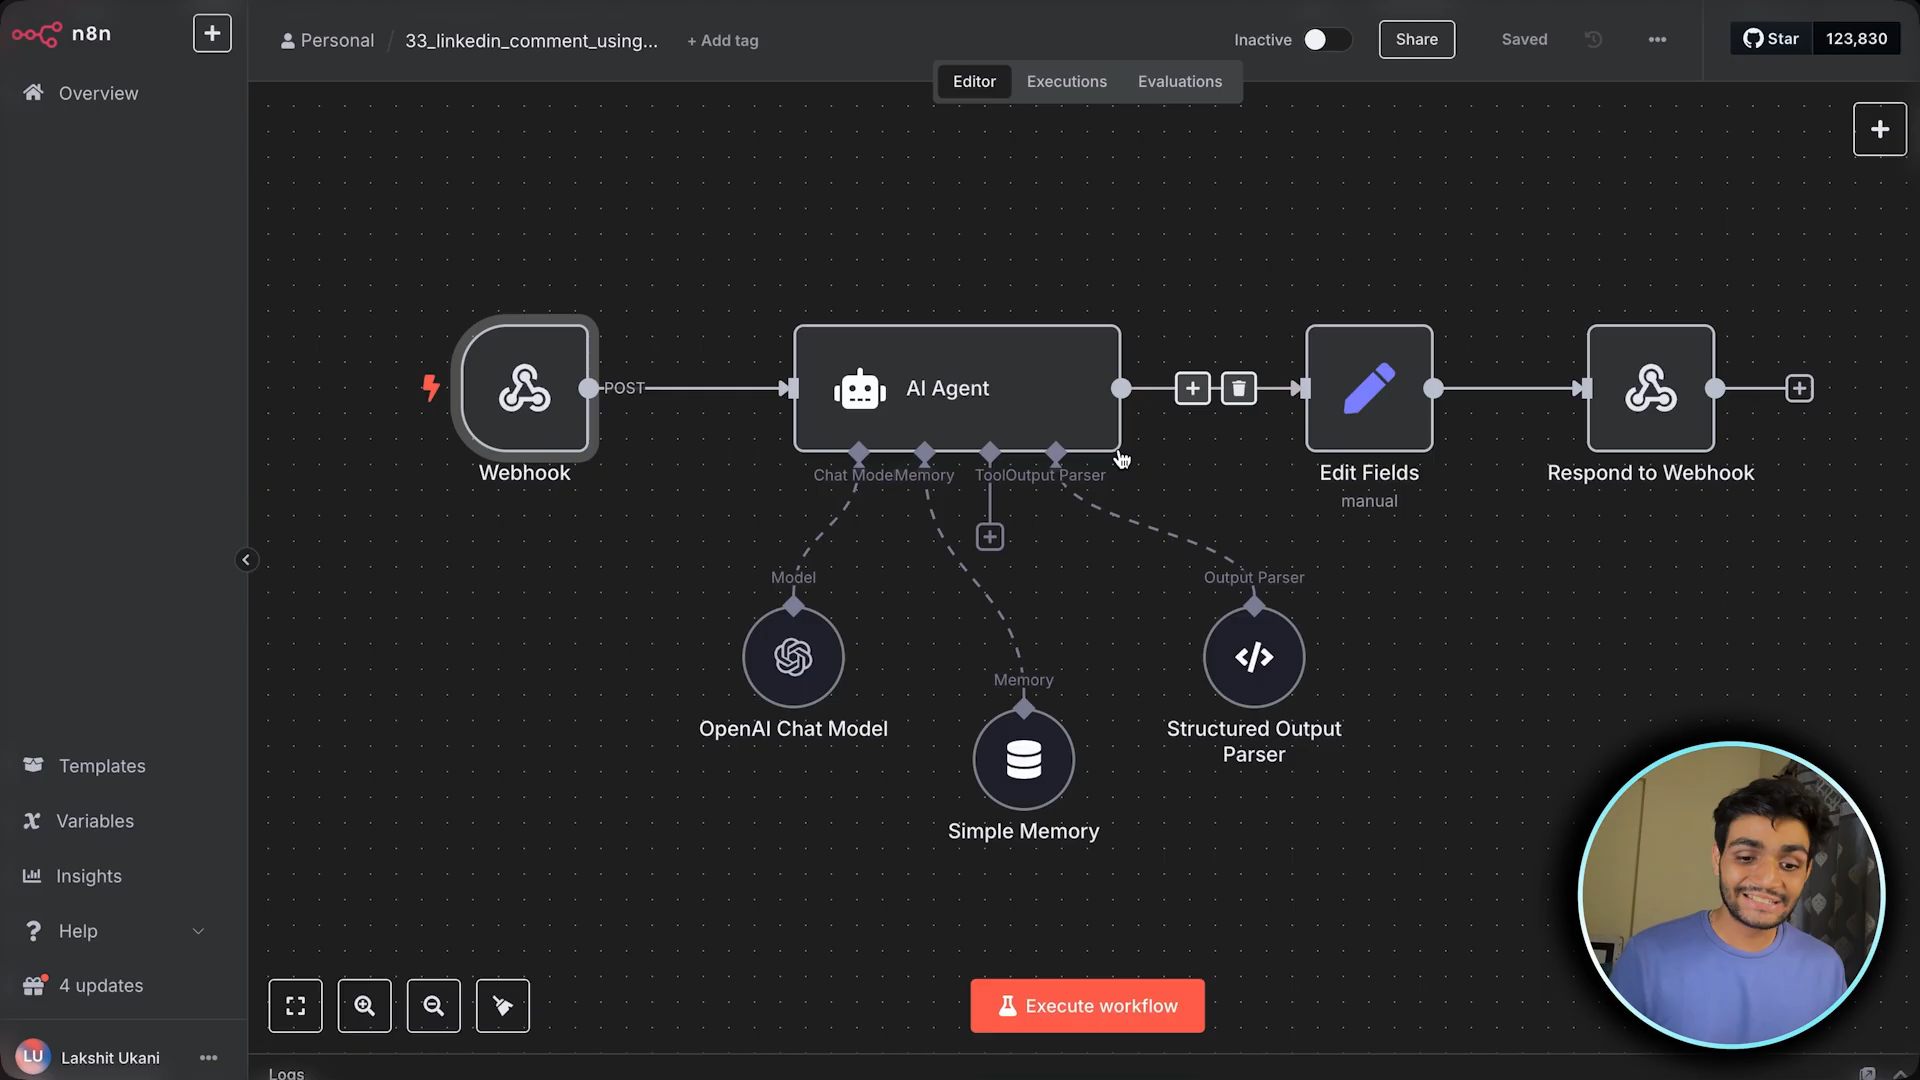 n8n
Personal / 33_linkedin_comment_using... + Add tag
Inactive
Share
Saved
Star 123,830
Editor Executions Evaluations
Overview
POST
AI Agent
Webhook
Chat Mode
Memory
Tool
Output Parser
Edit Fields
manual
Respond to Webhook
Model
Output Parser
OpenAI Chat Model
Memory
Structured Output
Parser
Simple Memory
Templates
Variables
Insights
Help
4 updates
Execute workflow
LU Lakshit Ukani
Logs